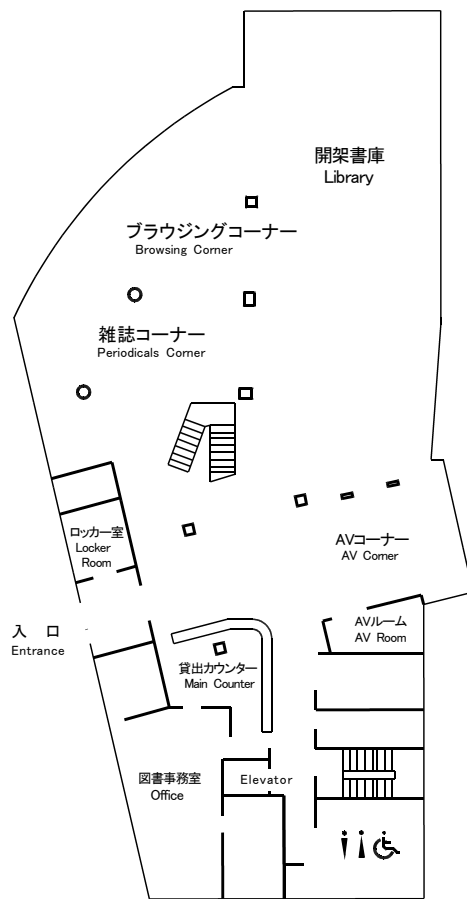 開架書庫
Library
ブラウジングコーナー
Browsing Corner
雑誌コーナー
Periodicals Corner
ロッカー室
Locker
Room
AVコーナー
AV Corner
入 口
Entrance
AVルーム
AV Room
貸出カウンター
Main Counter
図書事務室
Office
Elevator